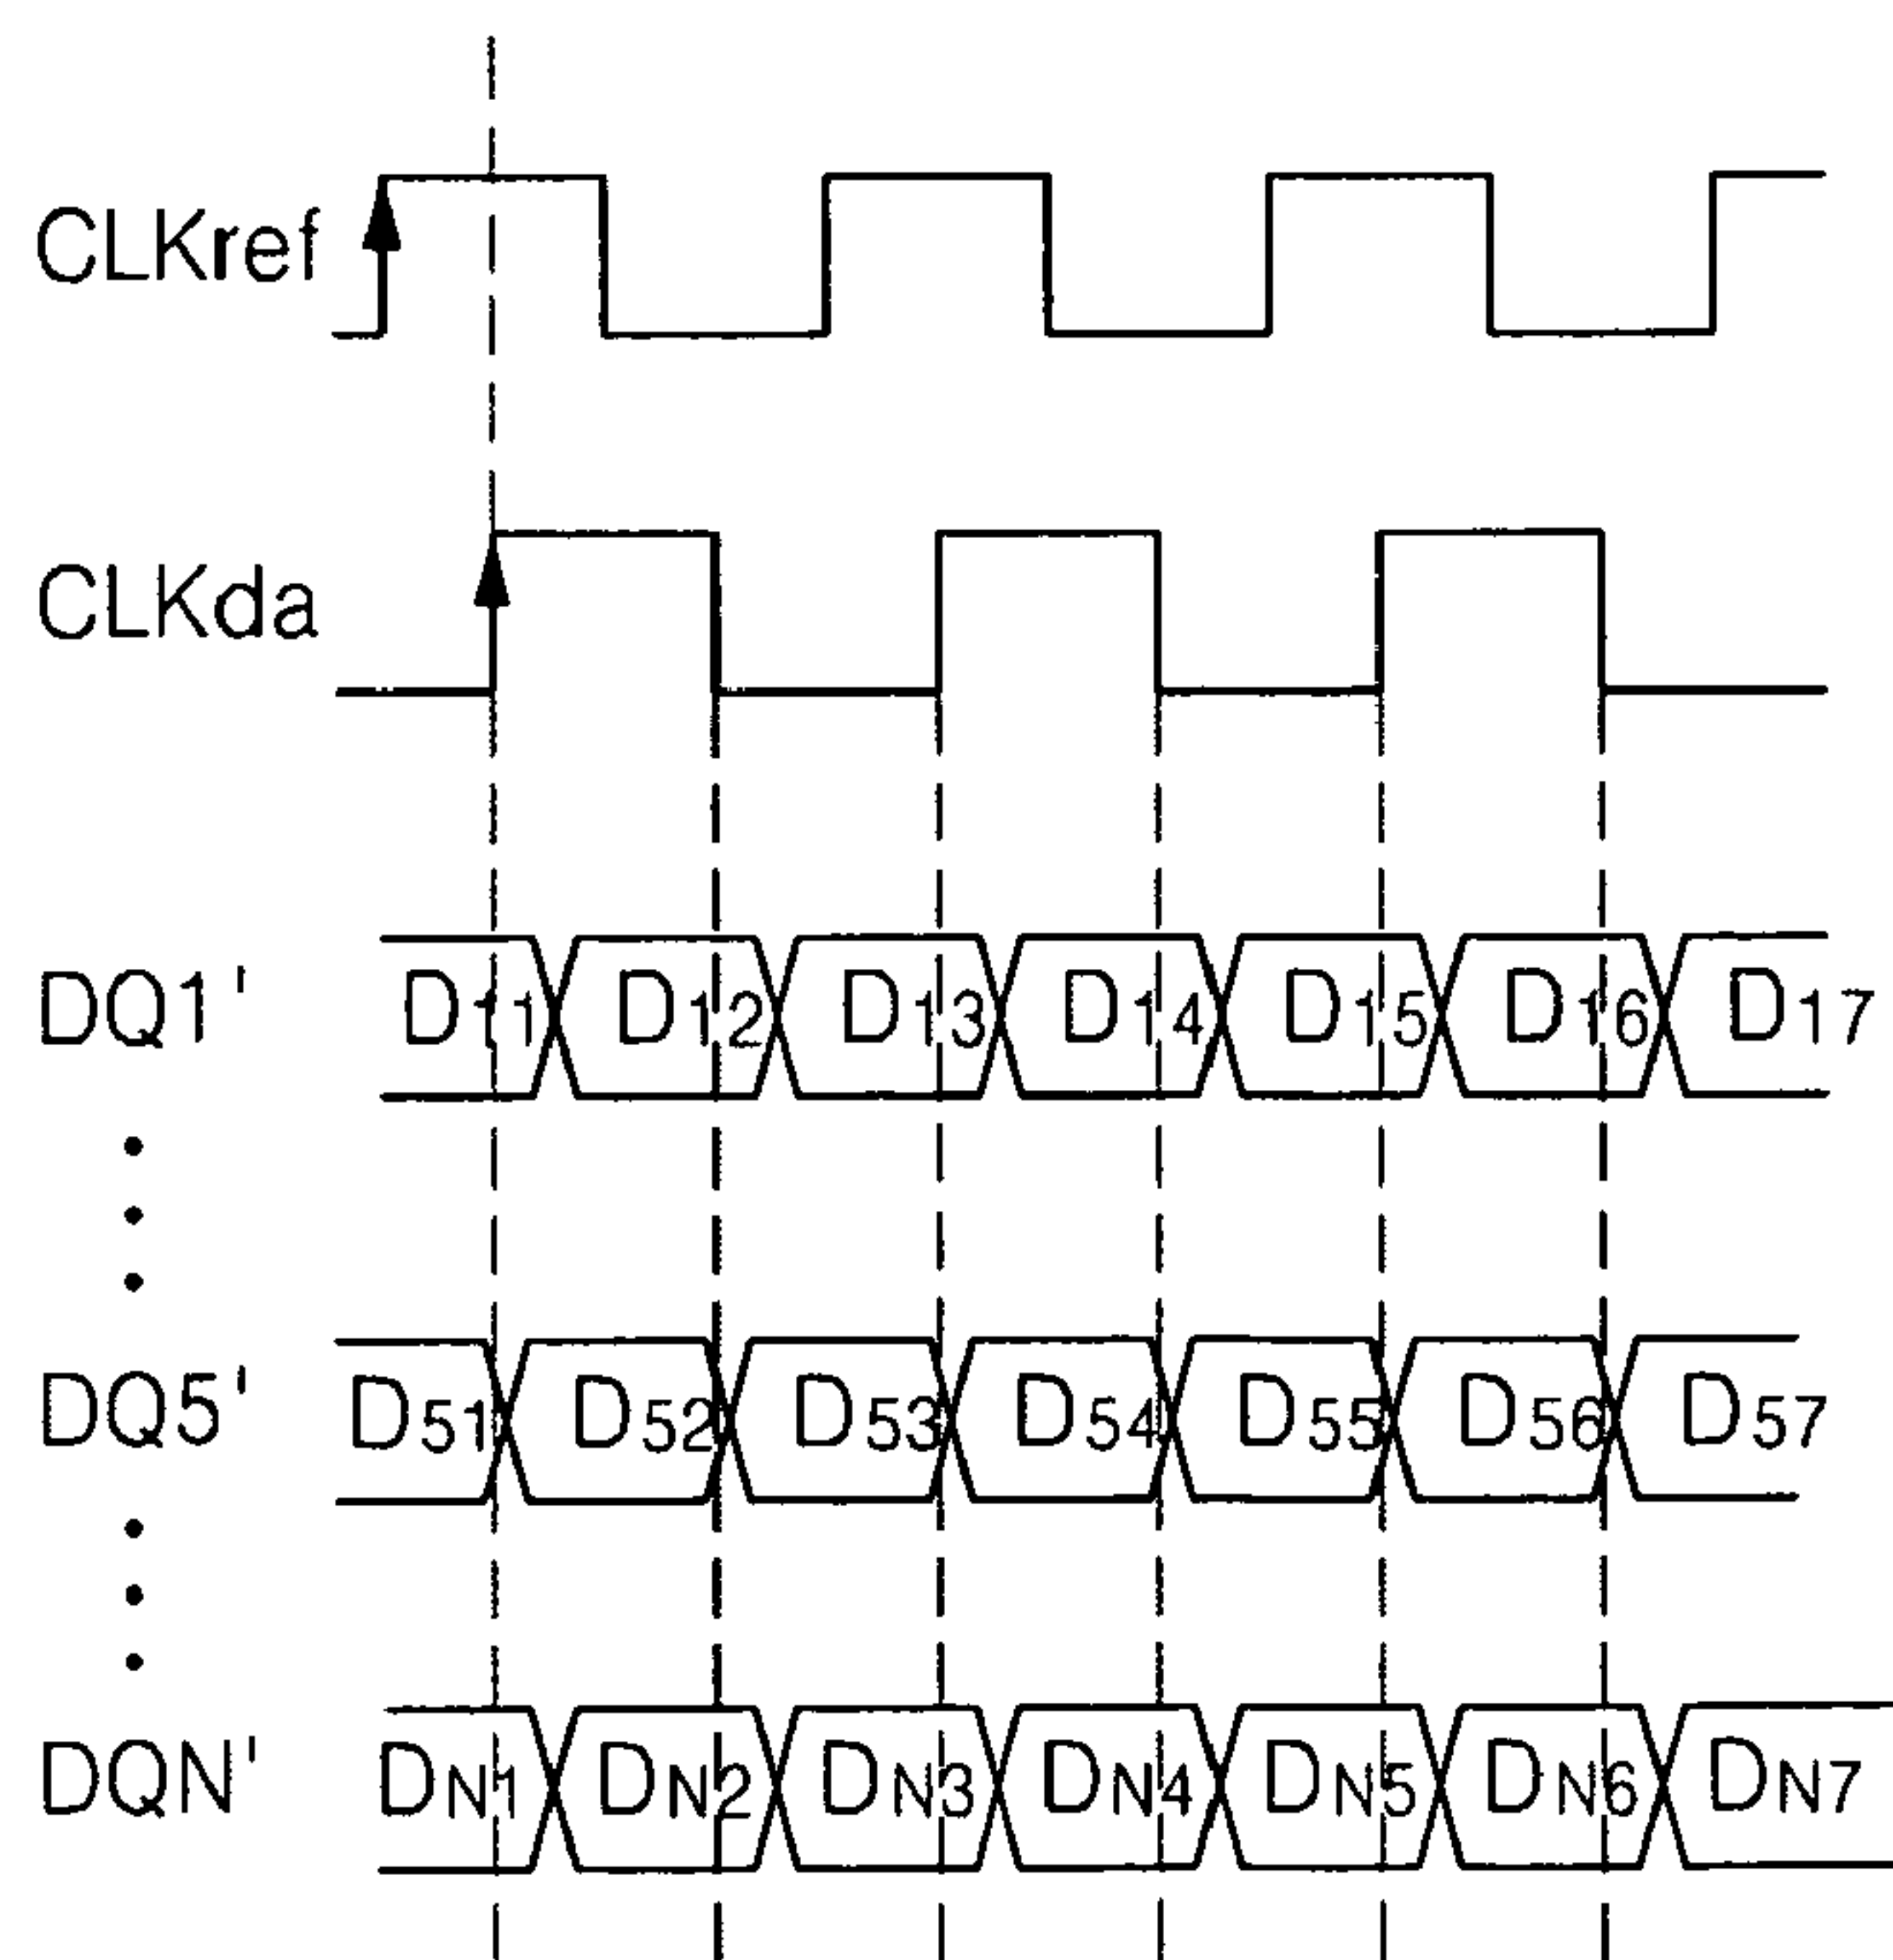 CLKref
CLKda
DQ1' D11 D12 D13 D14 D15 D16 D17
DQ5' D51 D52 D53 D54 D55 D56 D57
DQN' DN1 DN2 DN3 DN4 DN5 DN6 DN7